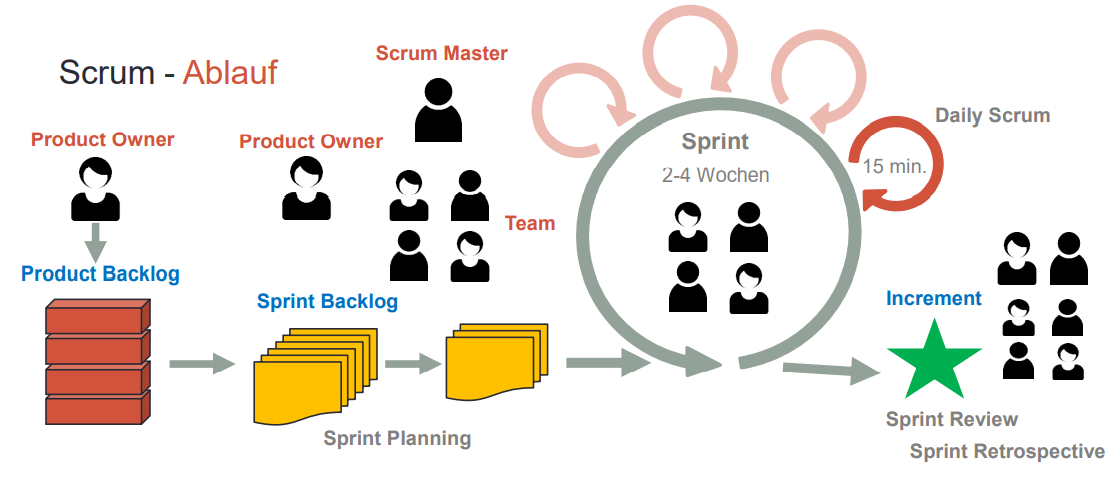 Scrum - Ablauf
Product Owner
Product Backlog
Product Owner
Scrum Master
Team
Sprint Backlog
Sprint Planning
Sprint
2-4 Wochen
Daily Scrum
15 min.
Increment
Sprint Review
Sprint Retrospective